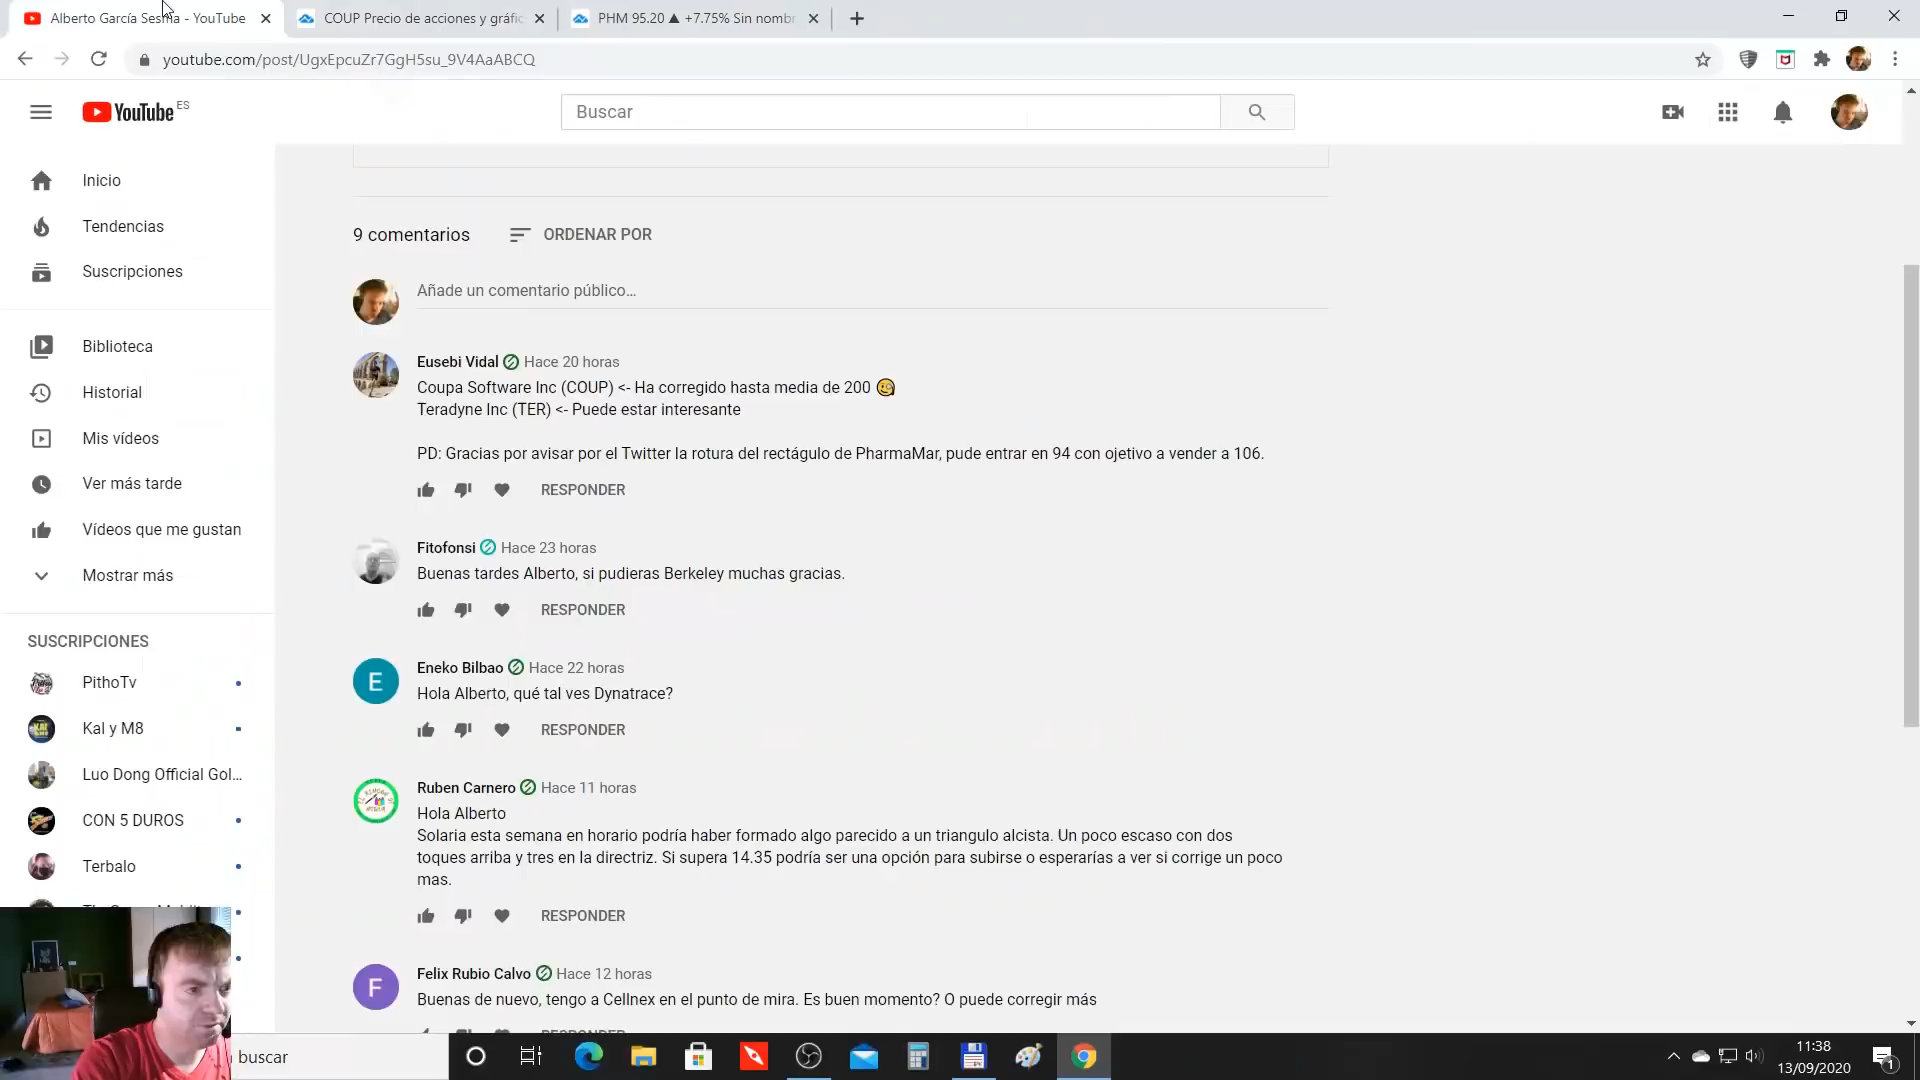 Alberto García Sesma - YouTube
COUP Precio de acciones y gráfic
PHM 95.20 ▲ +7.75% Sin nombr
youtube.com/post/UgxEpcuZr7GgH5su_9V4AaABCQ
YouTube ES
Buscar
Inicio
Tendencias
Suscripciones
Biblioteca
Historial
Mis vídeos
Ver más tarde
Vídeos que me gustan
Mostrar más
SUSCRIPCIONES
PithoTv
Kal y M8
Luo Dong Official Gol...
CON 5 DUROS
Terbalo
9 comentarios
ORDENAR POR
Añade un comentario público...
Eusebi Vidal Hace 20 horas
Coupa Software Inc (COUP) <- Ha corregido hasta media de 200 🧐
Teradyne Inc (TER) <- Puede estar interesante
PD: Gracias por avisar por el Twitter la rotura del rectágulo de PharmaMar, pude entrar en 94 con ojetivo a vender a 106.
RESPONDER
Fitofonsi Hace 23 horas
Buenas tardes Alberto, si pudieras Berkeley muchas gracias.
RESPONDER
Eneko Bilbao Hace 22 horas
Hola Alberto, qué tal ves Dynatrace?
RESPONDER
E
Ruben Carnero Hace 11 horas
Hola Alberto
Solaria esta semana en horario podría haber formado algo parecido a un triangulo alcista. Un poco escaso con dos
toques arriba y tres en la directriz. Si supera 14.35 podría ser una opción para subirse o esperarías a ver si corrige un poco
mas.
RESPONDER
Felix Rubio Calvo Hace 12 horas
F
Buenas de nuevo, tengo a Cellnex en el punto de mira. Es buen momento? O puede corregir más
buscar
11:38
13/09/2020
1